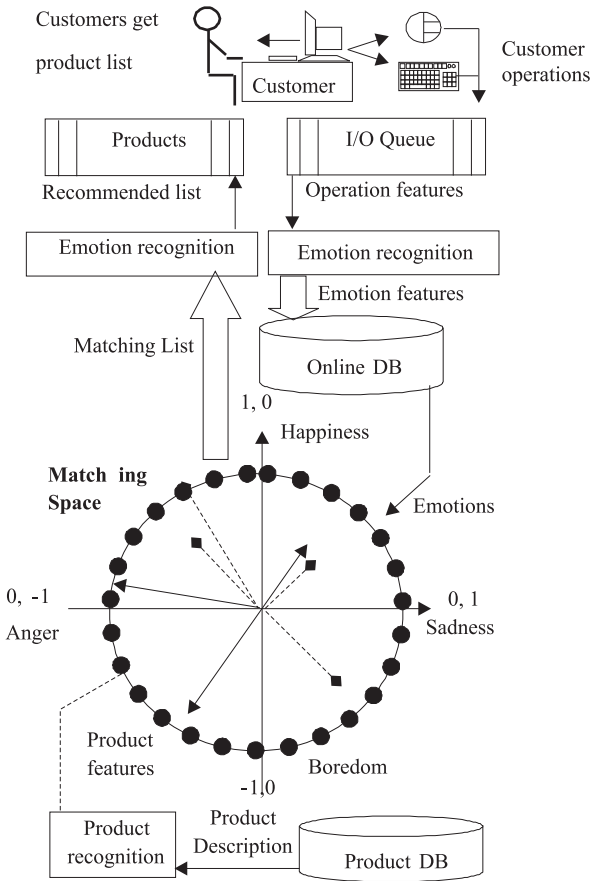 Customers get
product list
Customer
Customer
operations
Products
I/O Queue
Recommended list
Operation features
Emotion recognition
Emotion recognition
Emotion features
Matching List
Online DB
1, 0
Happiness
Match ing
Space
Emotions
0, -1
Anger
0, 1
Sadness
Product
features
Boredom
-1,0
Product
recognition
Product
Description
Product DB